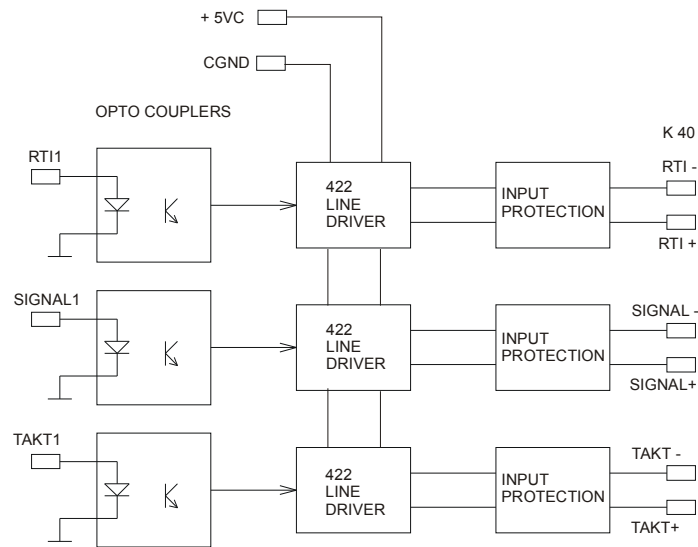 + 5VC
CGND
OPTO COUPLERS
K 40
RTI1
RTI -
422
LINE
DRIVER
INPUT
PROTECTION
RTI +
SIGNAL1
SIGNAL -
422
LINE
DRIVER
INPUT
PROTECTION
SIGNAL+
TAKT1
TAKT -
422
LINE
DRIVER
INPUT
PROTECTION
TAKT+